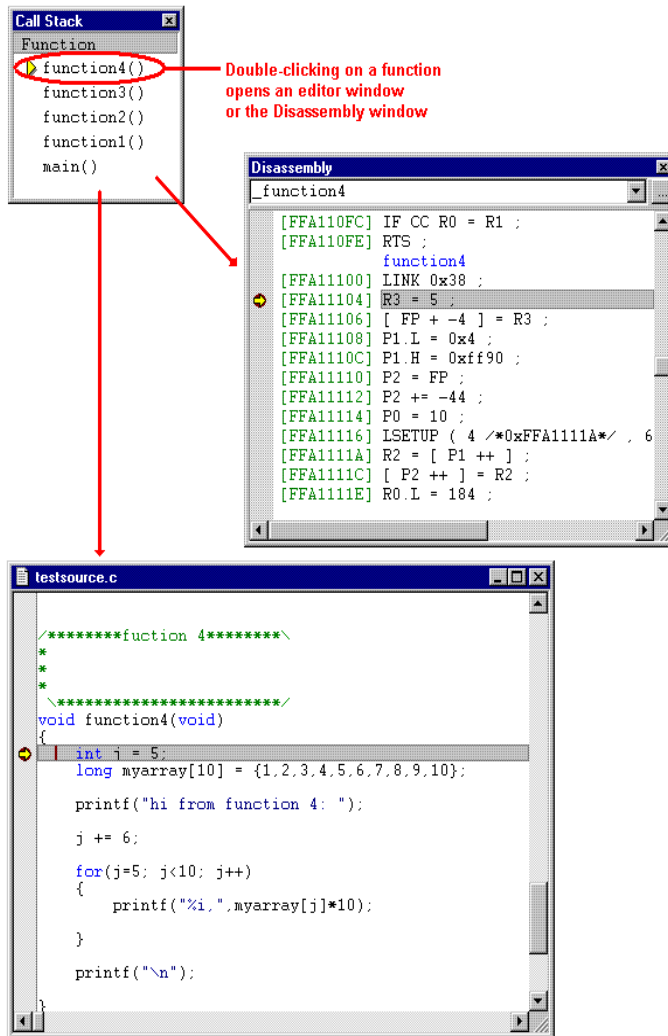 Call Stack
Function
function4()
function3()
function2()
function1()
main()
Double-clicking on a function
opens an editor window
or the Disassembly window
Disassembly
_function4
...
[FFA110FC] IF CC R0 = R1 ;
[FFA110FE] RTS ;
function4
[FFA11100] LINK 0x38 ;
[FFA11104] R3 = 5 ;
[FFA11106] [ FP + -4 ] = R3 ;
[FFA11108] P1.L = 0x4 ;
[FFA1110C] P1.H = 0xff90 ;
[FFA11110] P2 = FP ;
[FFA11112] P2 += -44 ;
[FFA11114] P0 = 10 ;
[FFA11116] LSETUP ( 4 /*0xFFA1111A*/ , 6
[FFA1111A] R2 = [ P1 ++ ] ;
[FFA1111C] [ P2 ++ ] = R2 ;
[FFA1111E] R0.L = 184 ;
testsource.c
/********fuction 4********\
*
*
*
\************************/
void function4(void)
{
int j = 5;
long myarray[10] = {1,2,3,4,5,6,7,8,9,10};
printf("hi from function 4: ");
j += 6;
for(j=5; j<10; j++)
{
printf("%i,",myarray[j]*10);
}
printf("\n");
}